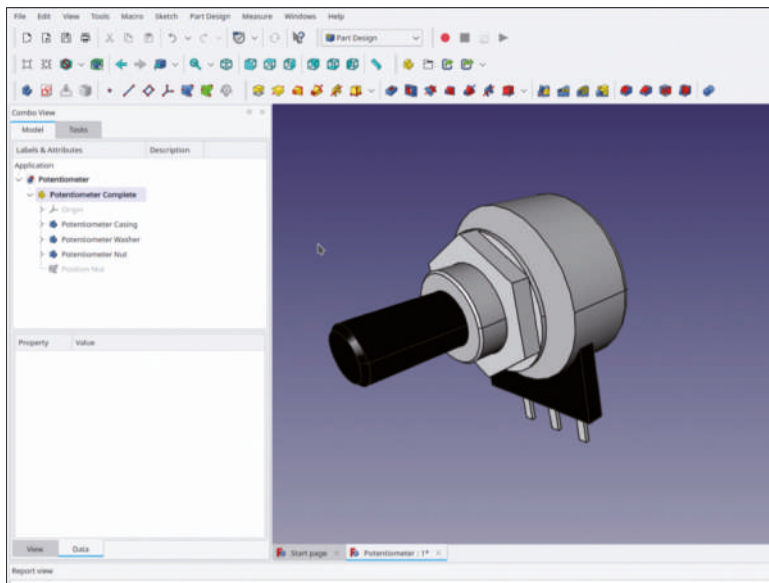 File Edit View Tools Macro Sketch Part Design Measure Windows Help
Part Design
Combo View
Model Tasks
Labels & Attributes Description
Application
Potentiometer
Potentiometer Complete
Origin
Potentiometer Casing
Potentiometer Washer
Potentiometer Nut
Position Nut
Property Value
View Data
Start page Potentiometer : 1*
Report view